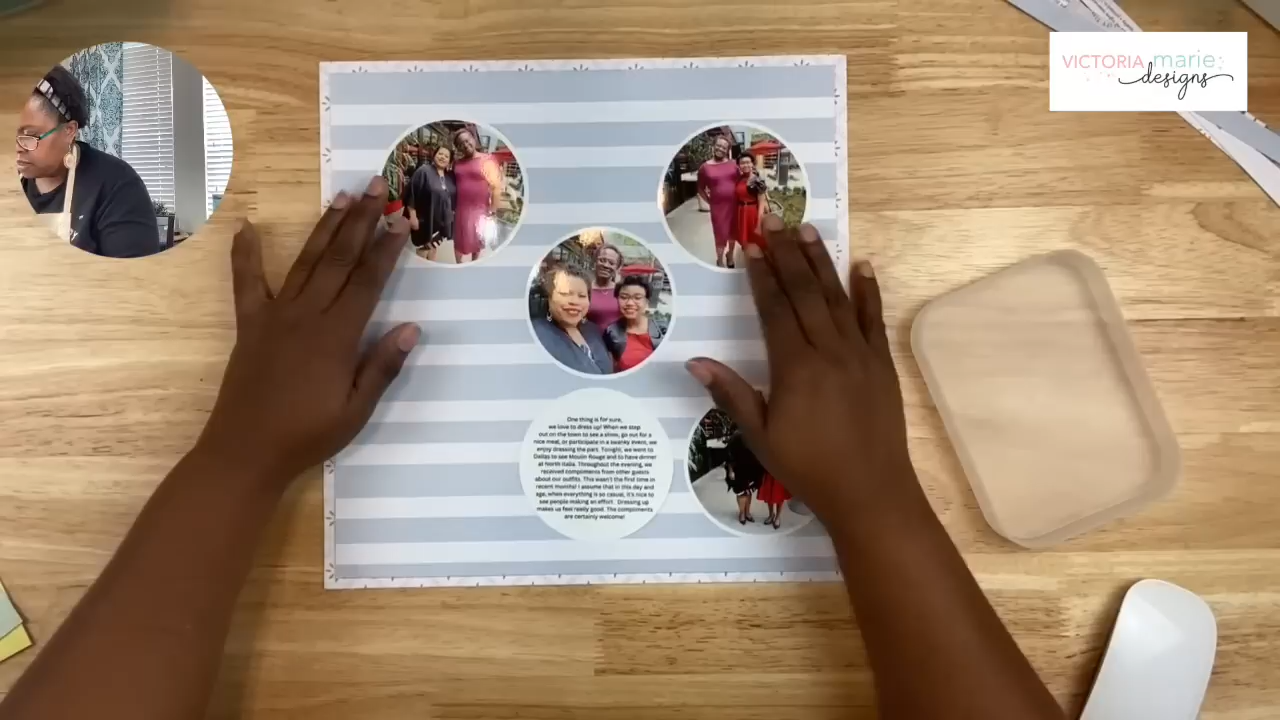 VICTORIA marie
designs
One thing is for sure,
we love to dress up! When we step
out on the town to see a show, go out for a
nice meal, or participate in a swanky event, we
enjoy dressing the part. Tonight, we went to
Dallas to see Moulin Rouge and to have dinner
at North Italia. Throughout the evening, we
received compliments from other guests
about our outfits. This wasn't the first time in
recent months! I assume that in this day and
age, when everything is so casual, it's nice to
see people making an effort. Dressing up
makes us feel really good. The compliments
are certainly welcome!